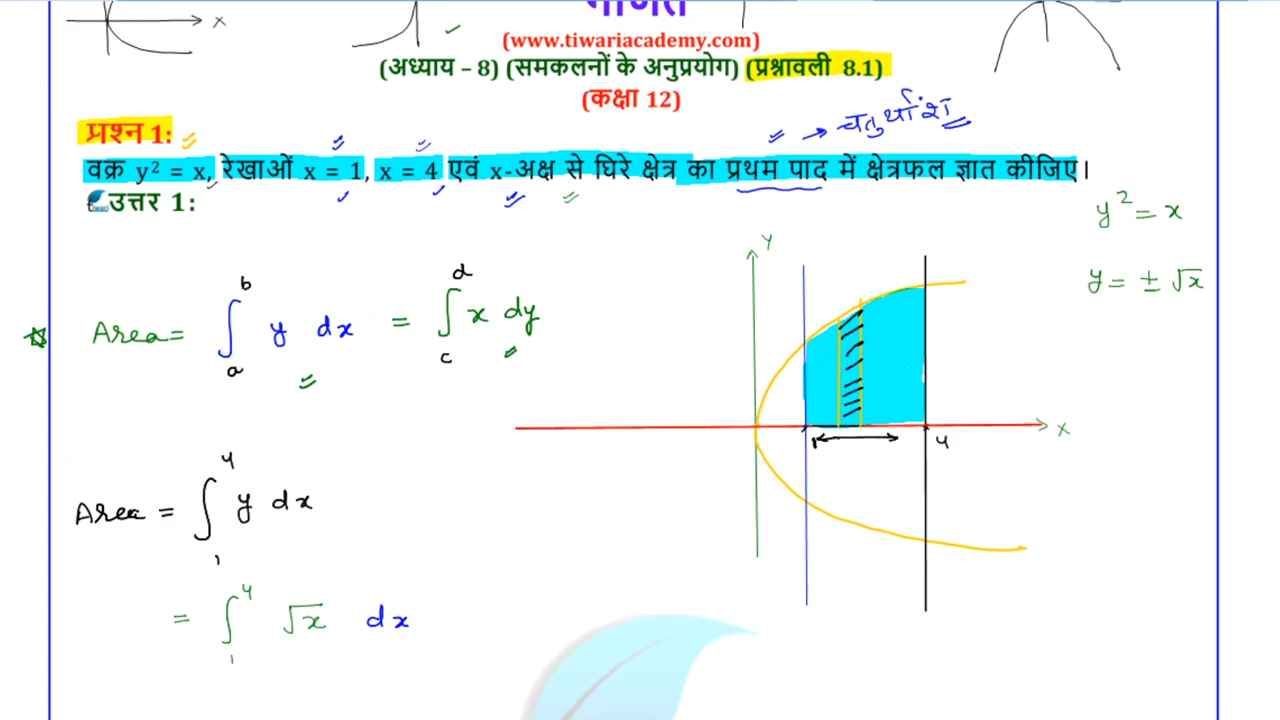 x
गणित
(www.tiwariacademy.com)
(अध्याय – 8) (समकलनों के अनुप्रयोग) (प्रश्नावली 8.1)
(कक्षा 12)
प्रश्न 1:
→ चतुर्थांश
वक्र y² = x, रेखाओं x = 1, x = 4 एवं x-अक्ष से घिरे क्षेत्र का प्रथम पाद में क्षेत्रफल ज्ञात कीजिए।
उत्तर 1:
y² = x
y = ± √x
Area = ∫ₐᵇ y dx = ∫_c^d x dy
Y
X
1
4
Area = ∫₁⁴ y dx
= ∫₁⁴ √x dx